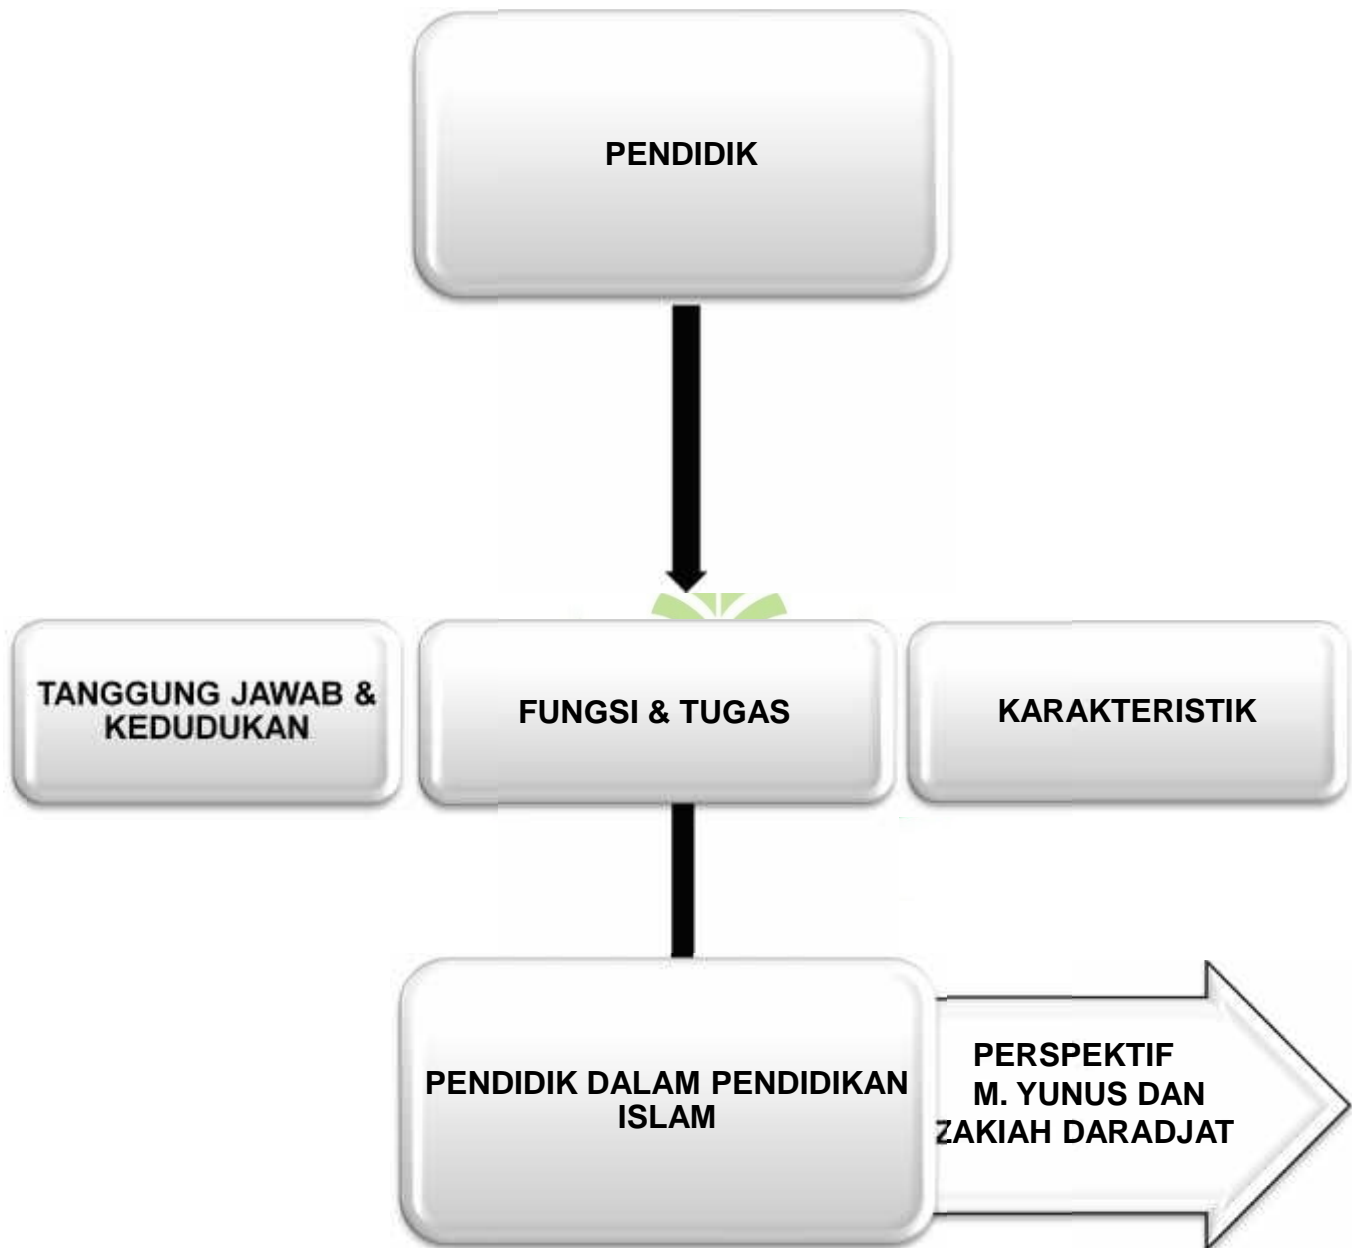 PENDIDIK
TANGGUNG JAWAB &
KEDUDUKAN
FUNGSI & TUGAS
KARAKTERISTIK
PENDIDIK DALAM PENDIDIKAN
ISLAM
PERSPEKTIF
M. YUNUS DAN
ZAKIAH DARADJAT